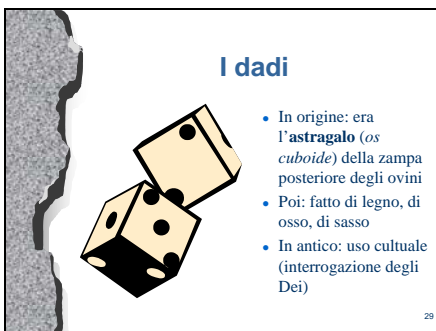 I dadi
• In origine: era
l'astragalo (os
cuboide) della zampa
posteriore degli ovini
• Poi: fatto di legno, di
osso, di sasso
• In antico: uso cultuale
(interrogazione degli
Dei)
29